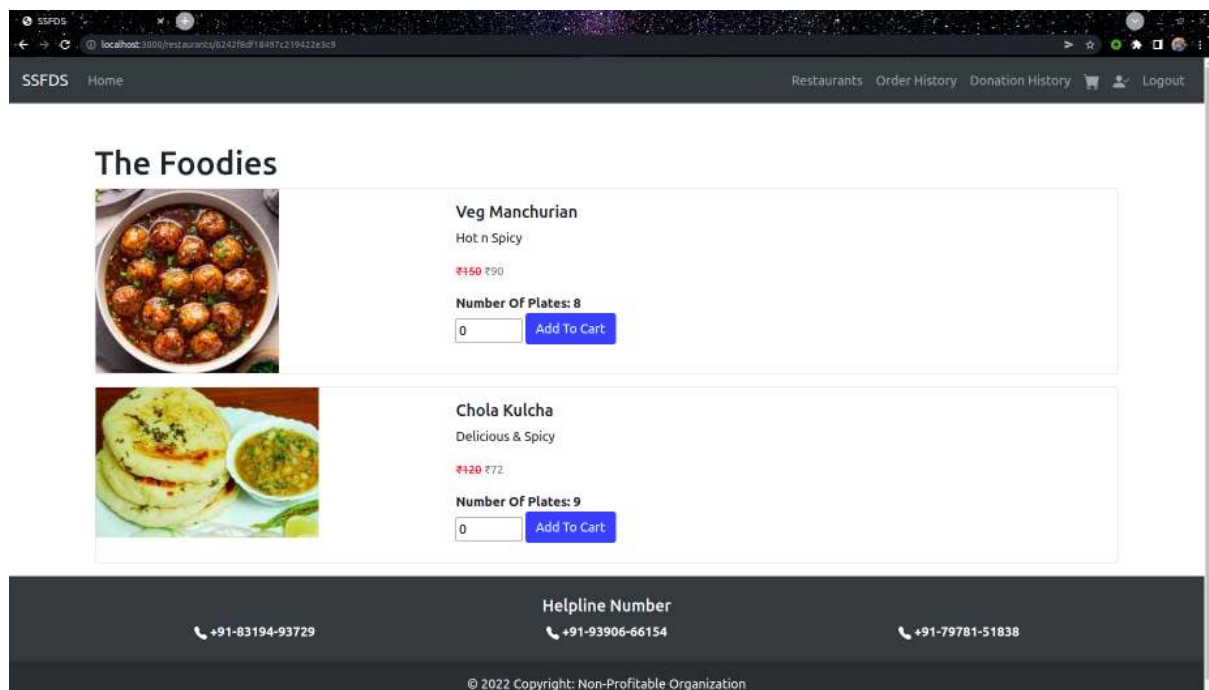 SSFDS
localhost:3000/restaurants/6242f8df18497c219422e3c9
SSFDS Home Restaurants Order History Donation History Logout
The Foodies
Veg Manchurian
Hot n Spicy
₹150 ₹90
Number Of Plates: 8
0 Add To Cart
Chola Kulcha
Delicious & Spicy
₹120 ₹72
Number Of Plates: 9
0 Add To Cart
Helpline Number
+91-83194-93729 +91-93906-66154 +91-79781-51838
© 2022 Copyright: Non-Profitable Organization